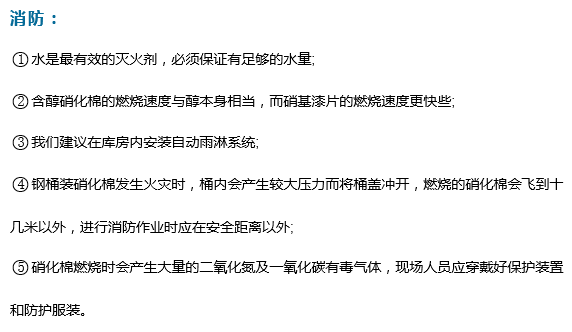 消防：
①水是最有效的灭火剂，必须保证有足够的水量;
②含醇硝化棉的燃烧速度与醇本身相当，而硝基漆片的燃烧速度更快些;
③我们建议在库房内安装自动雨淋系统;
④钢桶装硝化棉发生火灾时，桶内会产生较大压力而将桶盖冲开，燃烧的硝化棉会飞到十
几米以外，进行消防作业时应在安全距离以外;
⑤硝化棉燃烧时会产生大量的二氧化氮及一氧化碳有毒气体，现场人员应穿戴好保护装置
和防护服装。